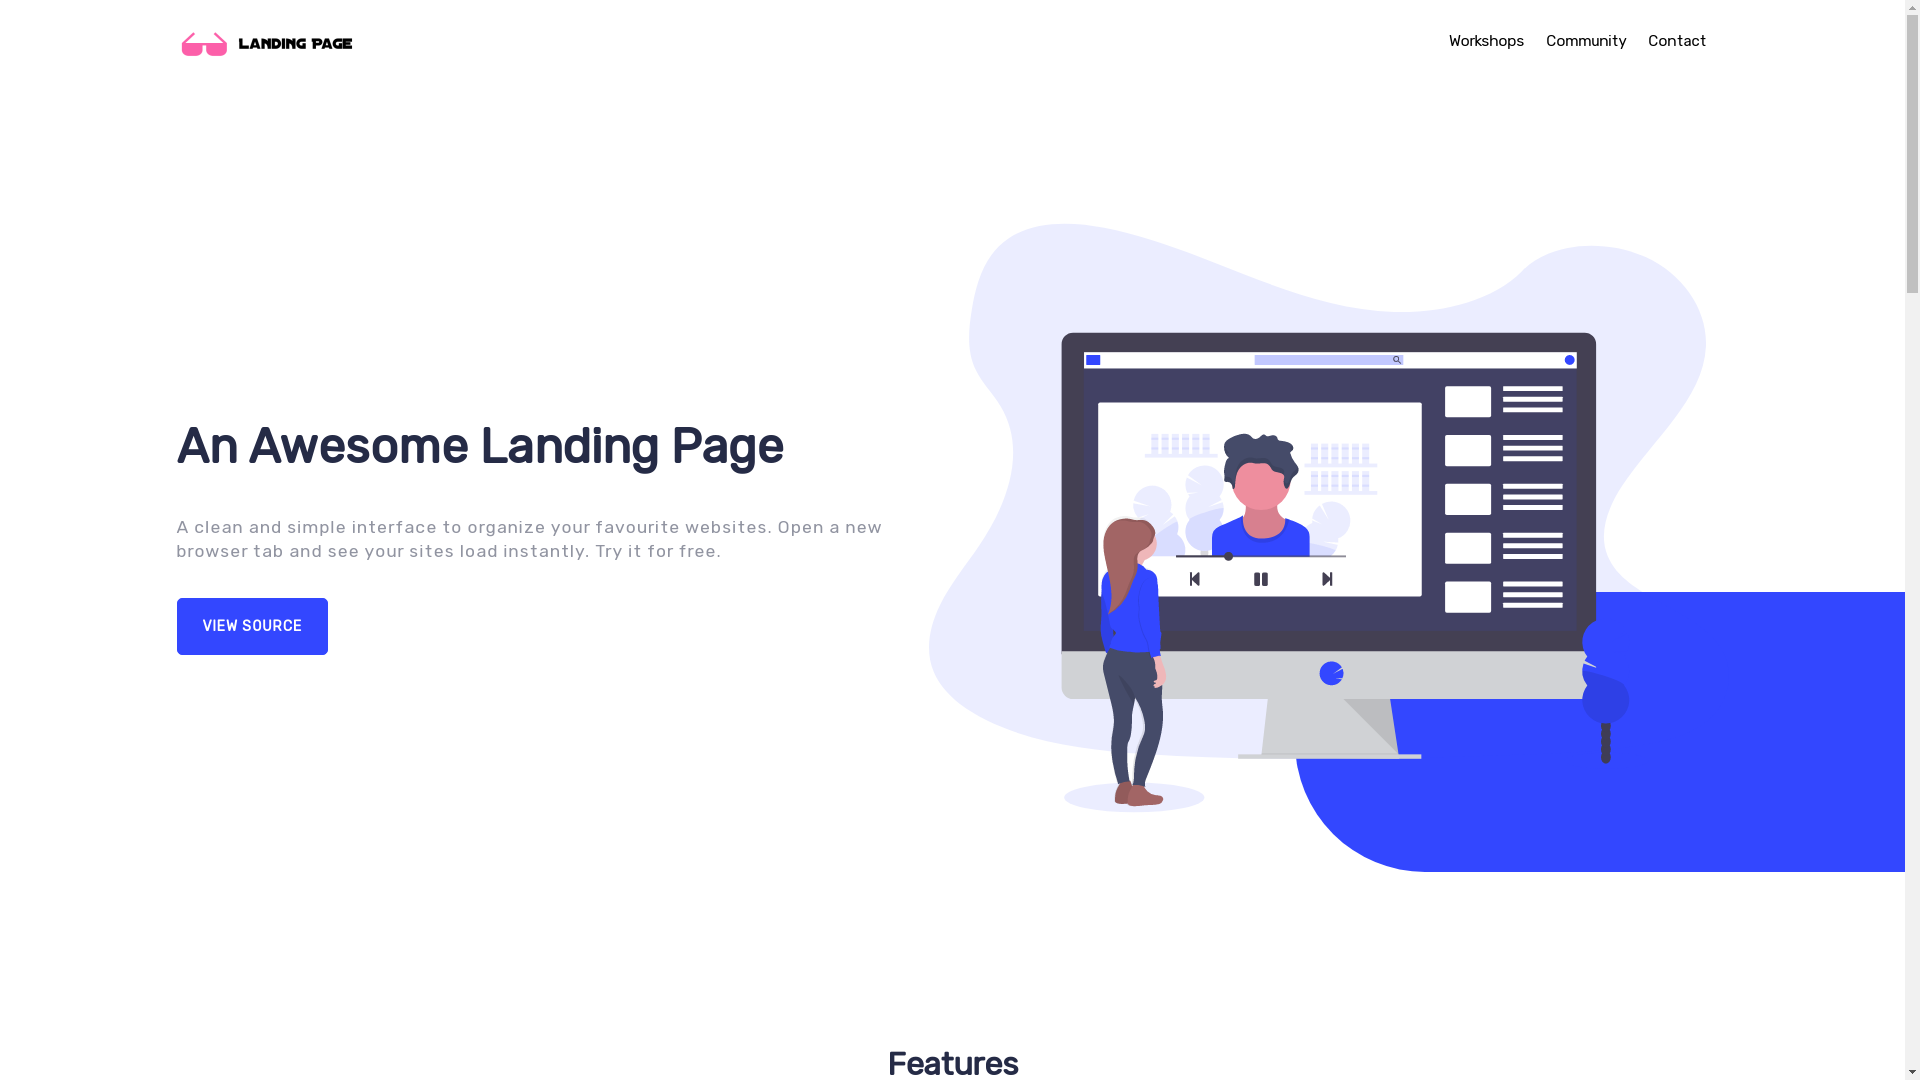 LANDING PAGE
Workshops
Community
Contact
An Awesome Landing Page
A clean and simple interface to organize your favourite websites. Open a new
browser tab and see your sites load instantly. Try it for free.
VIEW SOURCE
Features